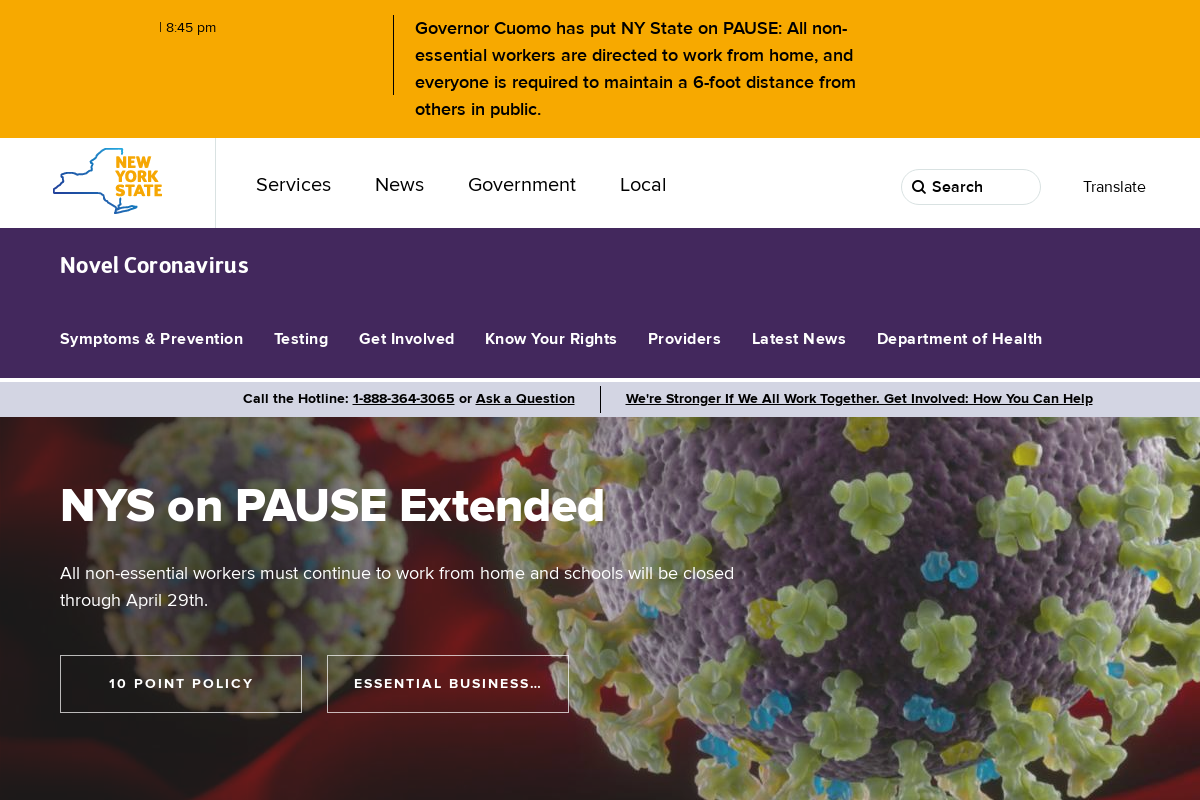 | 8:45 pm
Governor Cuomo has put NY State on PAUSE: All non-
essential workers are directed to work from home, and
everyone is required to maintain a 6-foot distance from
others in public.
NEW
YORK
STATE
Services News Government Local
Search
Translate
Novel Coronavirus
Symptoms & Prevention Testing Get Involved Know Your Rights Providers Latest News Department of Health
Call the Hotline: 1-888-364-3065 or Ask a Question
We're Stronger If We All Work Together. Get Involved: How You Can Help
NYS on PAUSE Extended
All non-essential workers must continue to work from home and schools will be closed
through April 29th.
10 POINT POLICY
ESSENTIAL BUSINESS...